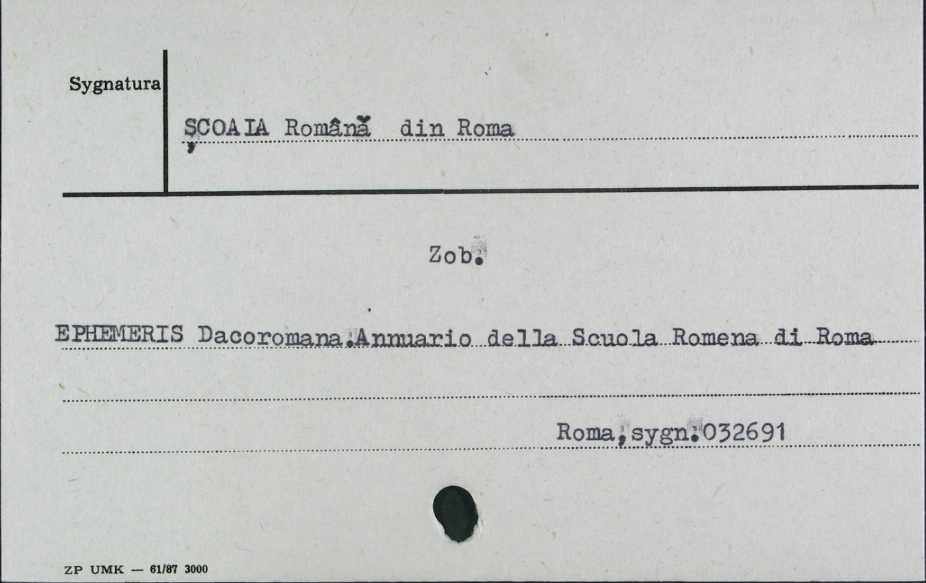 Sygnatura
ȘCOAIA Română din Roma
Zob.
EPHEMERIS Dacoromana.Annuario della Scuola Romena di Roma
Roma,sygn.032691
ZP UMK — 61/87 3000